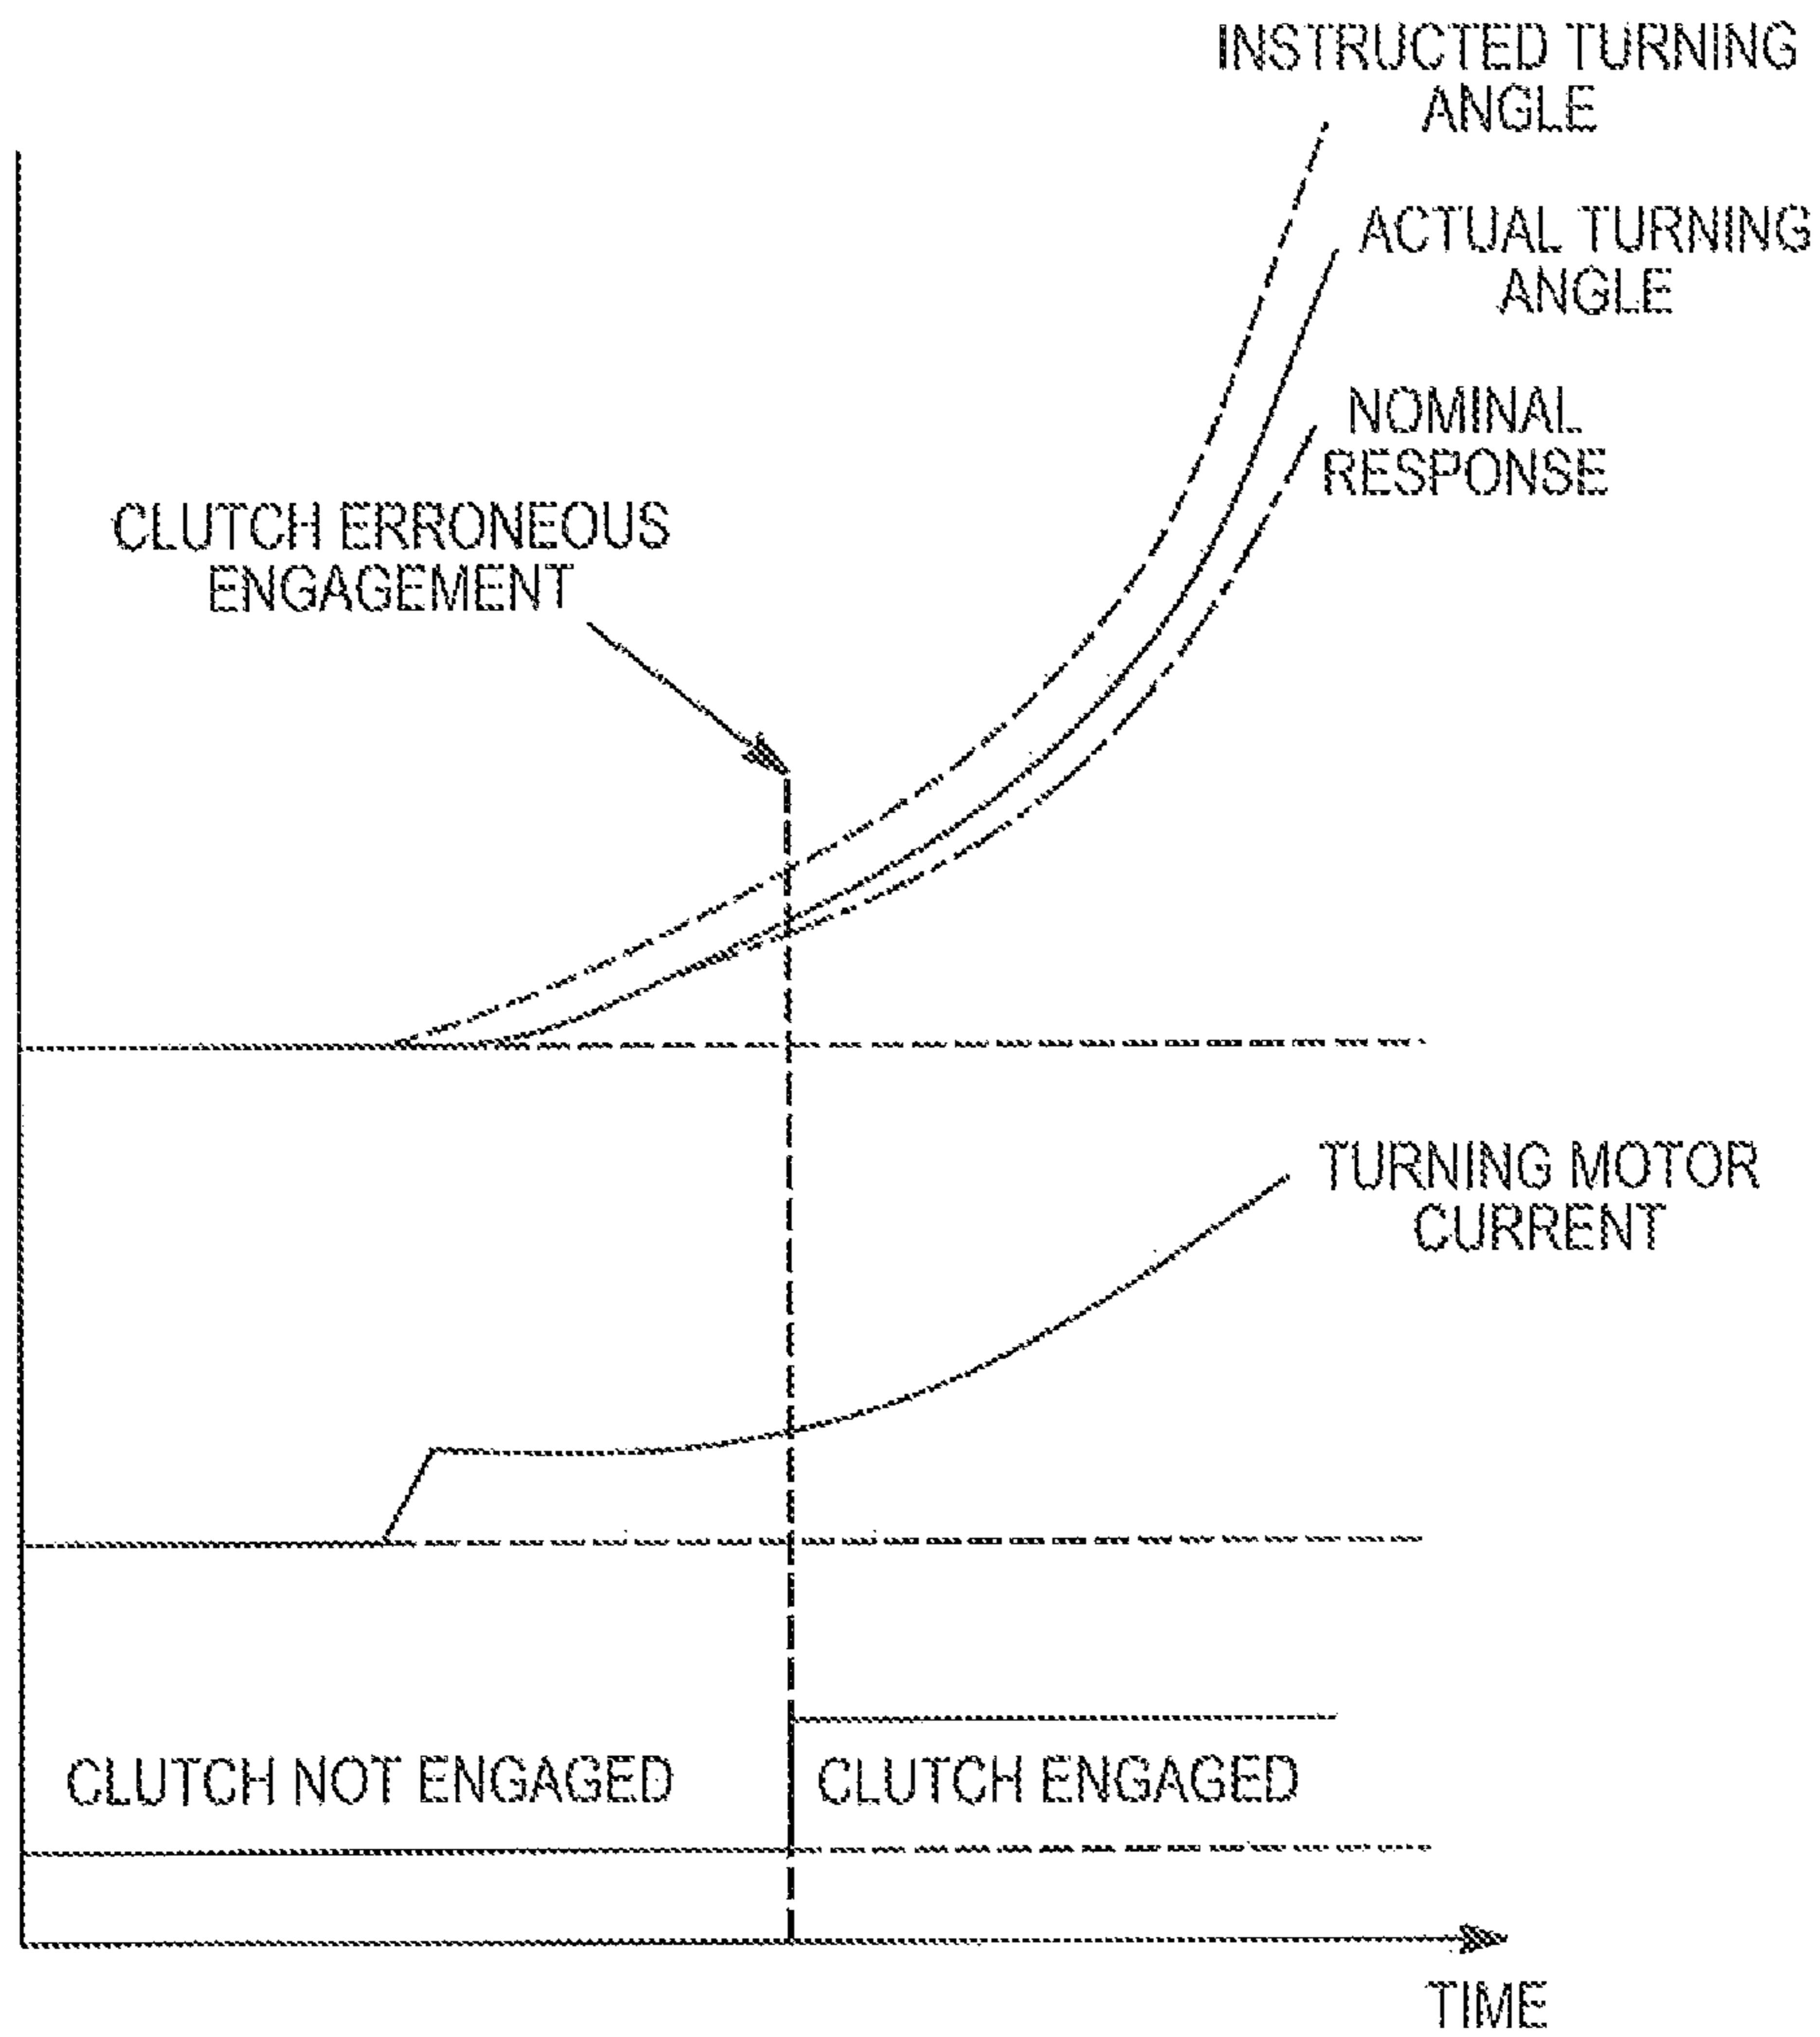 INSTRUCTED TURNING
ANGLE
ACTUAL TURNING
ANGLE
NOMINAL
RESPONSE
CLUTCH ERRONEOUS
ENGAGEMENT
TURNING MOTOR
CURRENT
CLUTCH NOT ENGAGED
CLUTCH ENGAGED
TIME